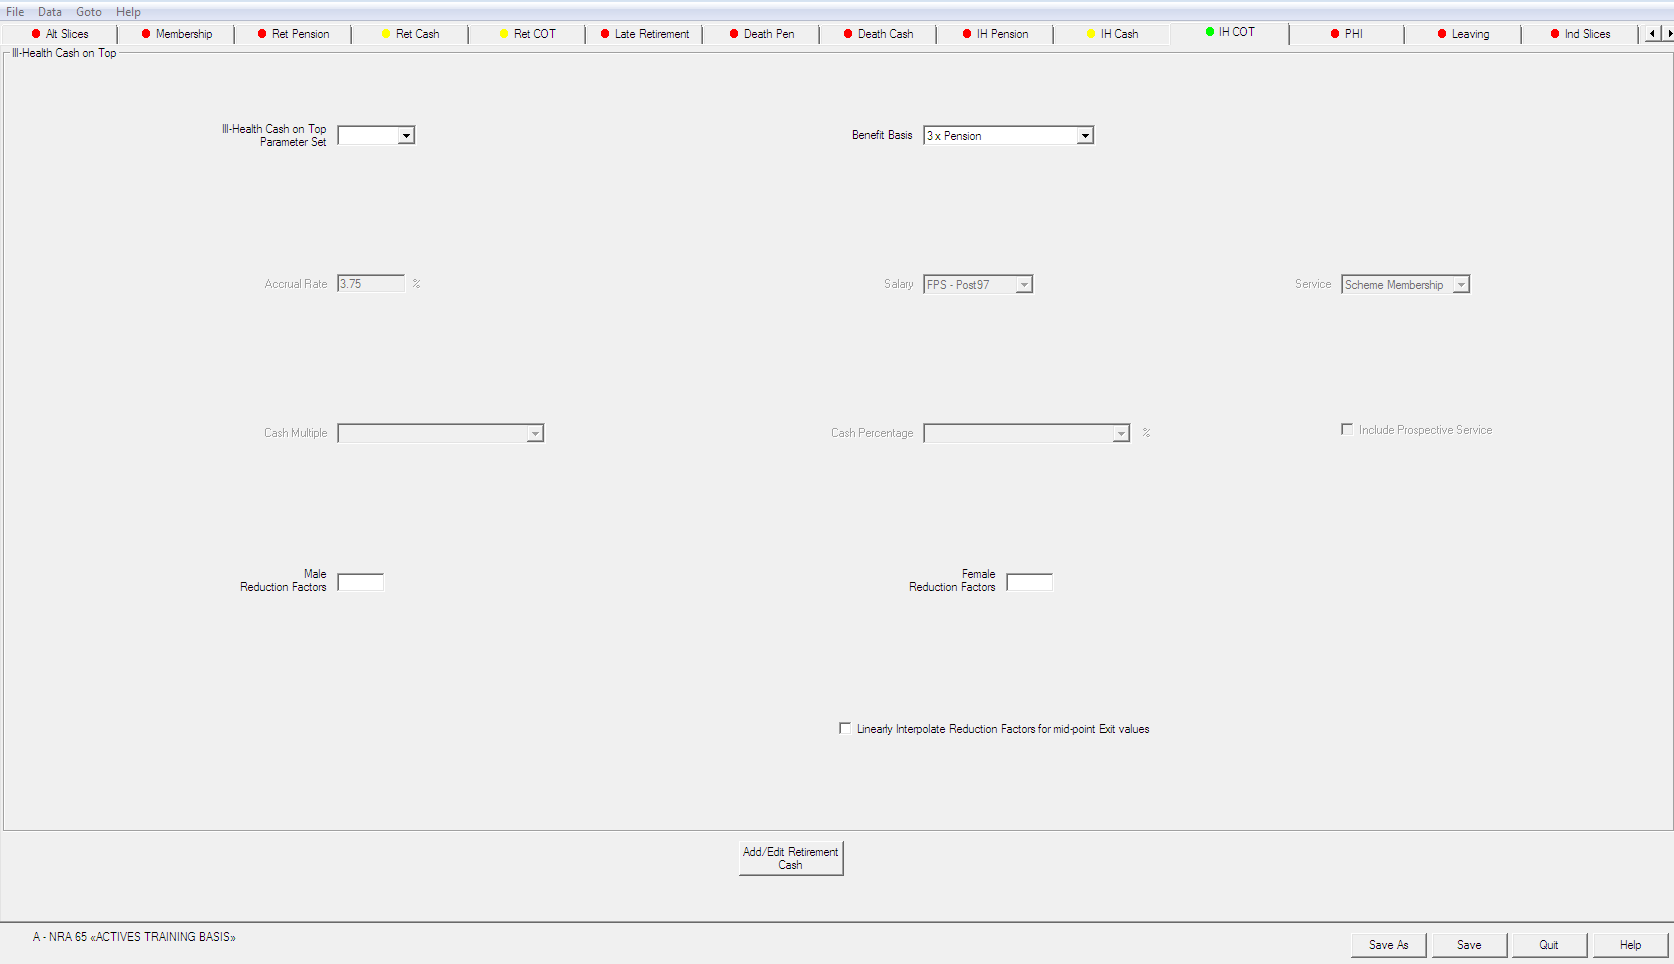 File Data Goto Help
Alt Slices Membership Ret Pension Ret Cash Ret COT Late Retirement Death Pen Death Cash IH Pension IH Cash IH COT PHI Leaving Ind Slices
Ill-Health Cash on Top
Ill-Health Cash on Top
Parameter Set
Benefit Basis 3 x Pension
Accrual Rate 3.75 %
Salary FPS - Post97
Service Scheme Membership
Cash Multiple
Cash Percentage %
Include Prospective Service
Male
Reduction Factors
Female
Reduction Factors
Linearly Interpolate Reduction Factors for mid-point Exit values
Add/Edit Retirement
Cash
A - NRA 65 «ACTIVES TRAINING BASIS»
Save As Save Quit Help